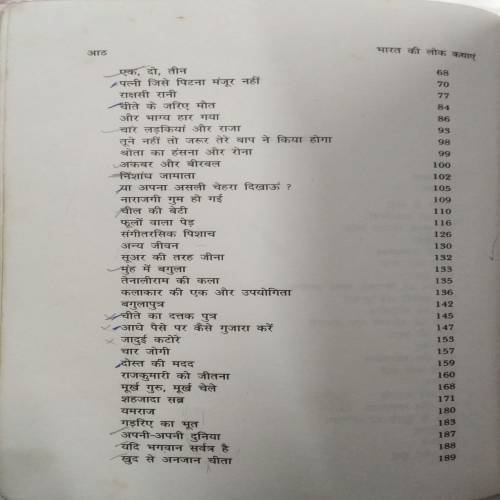 आठ भारत की लोक कथाएं
एक, दो, तीन 68
पत्नी जिसे पिटना मंजूर नहीं 70
राक्षसी रानी 77
चीते के जरिए मौत 84
और भाग्य हार गया 86
चार लड़कियां और राजा 93
तूने नहीं तो जरूर तेरे बाप ने किया होगा 98
श्रोता का हंसना और रोना 99
अकबर और बीरबल 100
निशांध जामाता 102
या अपना असली चेहरा दिखाऊं ? 105
नाराजगी गुम हो गई 109
चील की बेटी 110
फूलों वाला पेड़ 116
संगीतरसिक पिशाच 126
अन्य जीवन 130
सूअर की तरह जीना 132
मुंह में बगुला 133
तेनालीराम की कला 135
कलाकार की एक और उपयोगिता 136
बगुलापुत्र 142
चीते का दत्तक पुत्र 145
आधे पैसे पर कैसे गुजारा करें 147
जादुई कटोरे 153
चार जोगी 157
दोस्त की मदद 159
राजकुमारी को जीतना 160
मूर्ख गुरु, मूर्ख चेले 168
शहजादा सब्र 171
यमराज 180
गड़रिए का भूत 183
अपनी-अपनी दुनिया 187
यदि भगवान सर्वत्र है 188
खुद से अनजान चीता 189